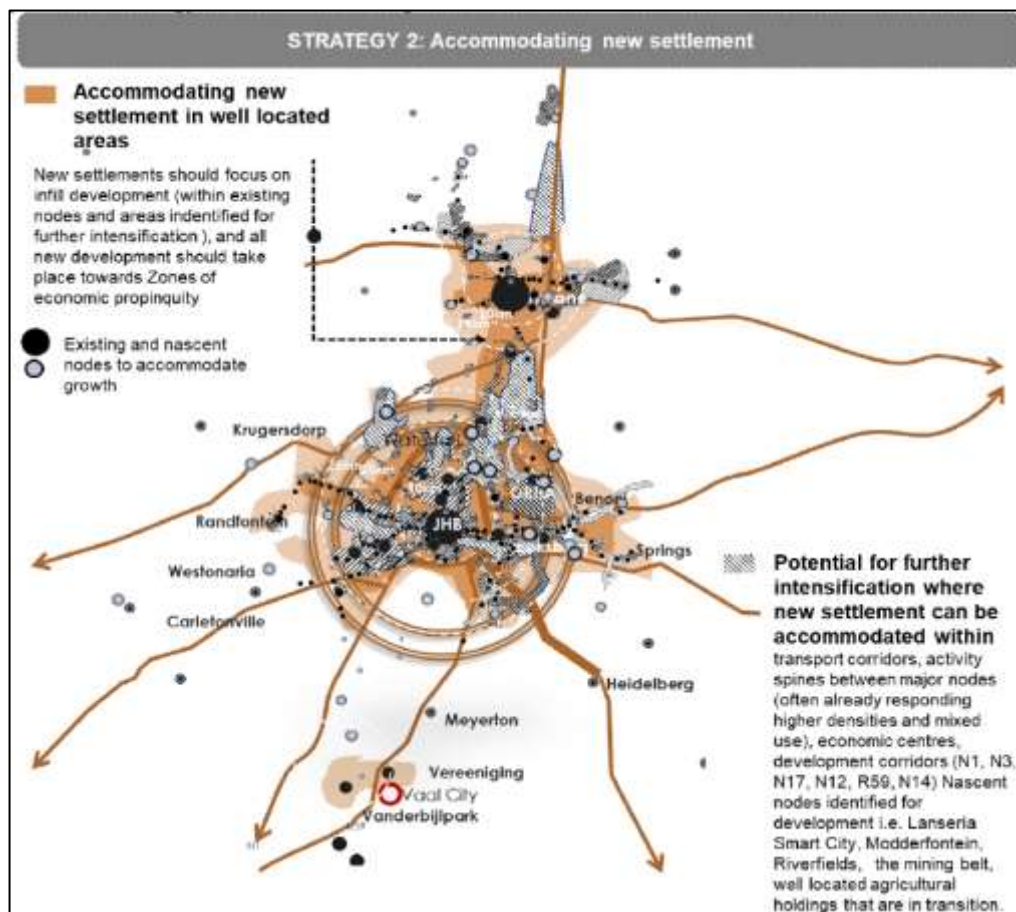 STRATEGY 2: Accommodating new settlement
Accommodating new
settlement in well located
areas
New settlements should focus on
infill development (within existing
nodes and areas indentified for
further intensification ), and all
new development should take
place towards Zones of
economic propinquity
Existing and nascent
nodes to accommodate
growth
Krugersdorp
Randfontein
JHB
Benoni
Springs
Westonaria
Carletonville
Heidelberg
Meyerton
Vereeniging
Vaal City
Vanderbijlpark
Potential for further
intensification where
new settlement can be
accommodated within
transport corridors, activity
spines between major nodes
(often already responding
higher densities and mixed
use), economic centres,
development corridors (N1, N3,
N17, N12, R59, N14) Nascent
nodes identified for
development i.e. Lanseria
Smart City, Modderfontein,
Riverfields, the mining belt,
well located agricultural
holdings that are in transition.